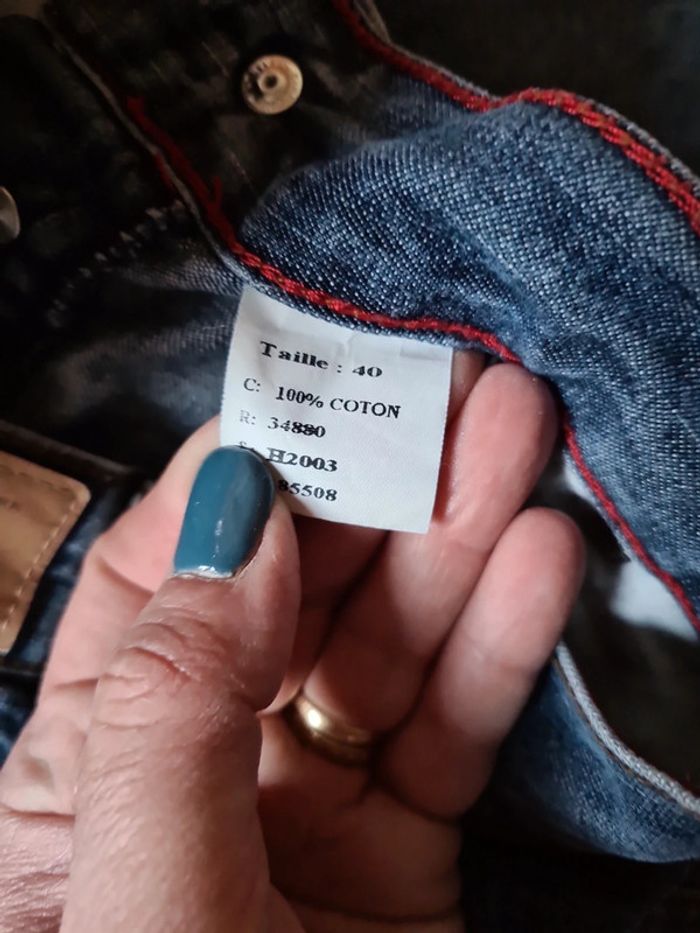 Taille : 40
C: 100% COTON
R: 34880
H2003
85508